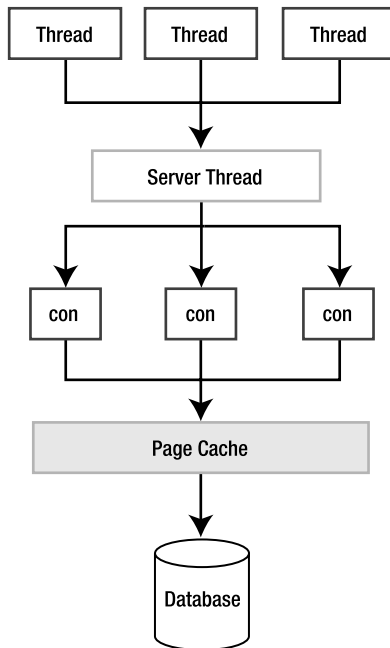 Thread
Thread
Thread
Server Thread
con
con
con
Page Cache
Database